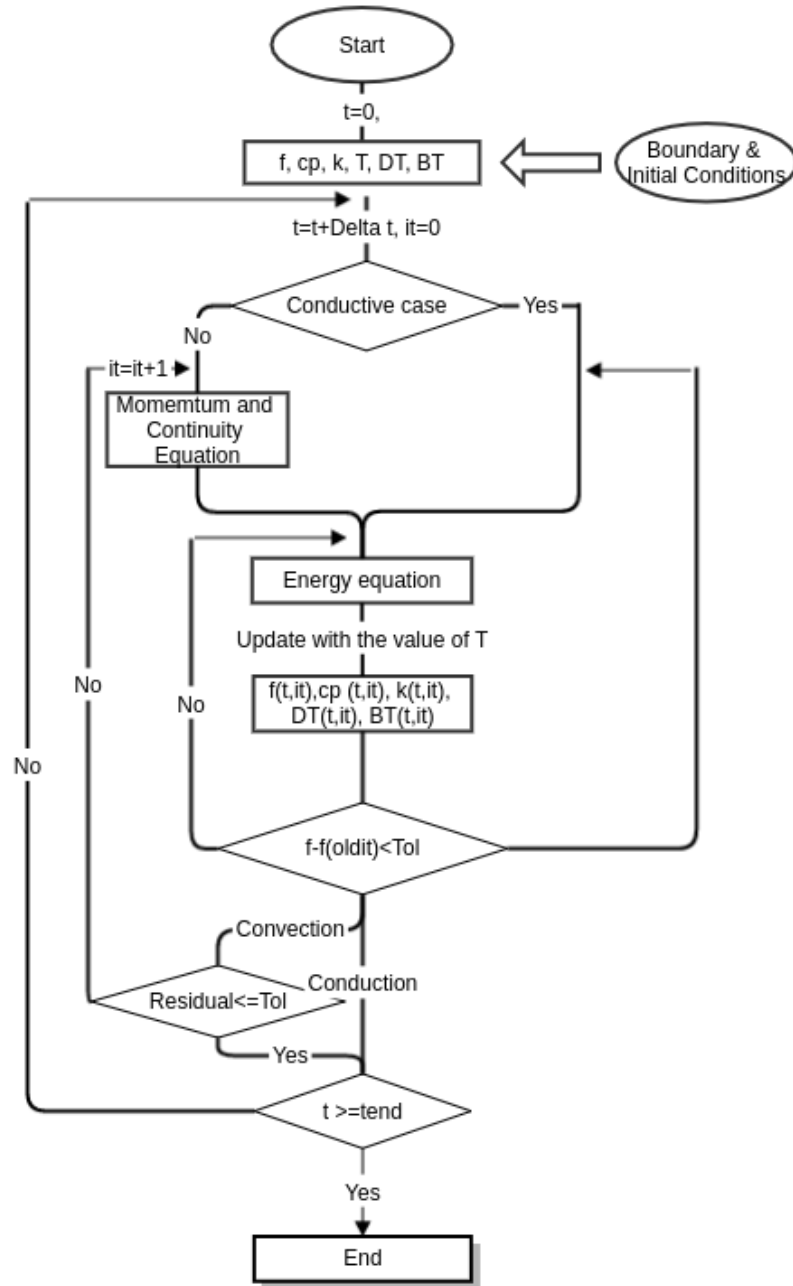 Start
t=0,
f, cp, k, T, DT, BT
Boundary &
Initial Conditions
t=t+Delta t, it=0
Conductive case
Yes
No
it=it+1
Momemtum and
Continuity
Equation
Energy equation
Update with the value of T
f(t,it),cp (t,it), k(t,it),
DT(t,it), BT(t,it)
No
No
No
f-f(oldit)<Tol
Convection
Conduction
Residual<=Tol
Yes
t >=tend
Yes
End